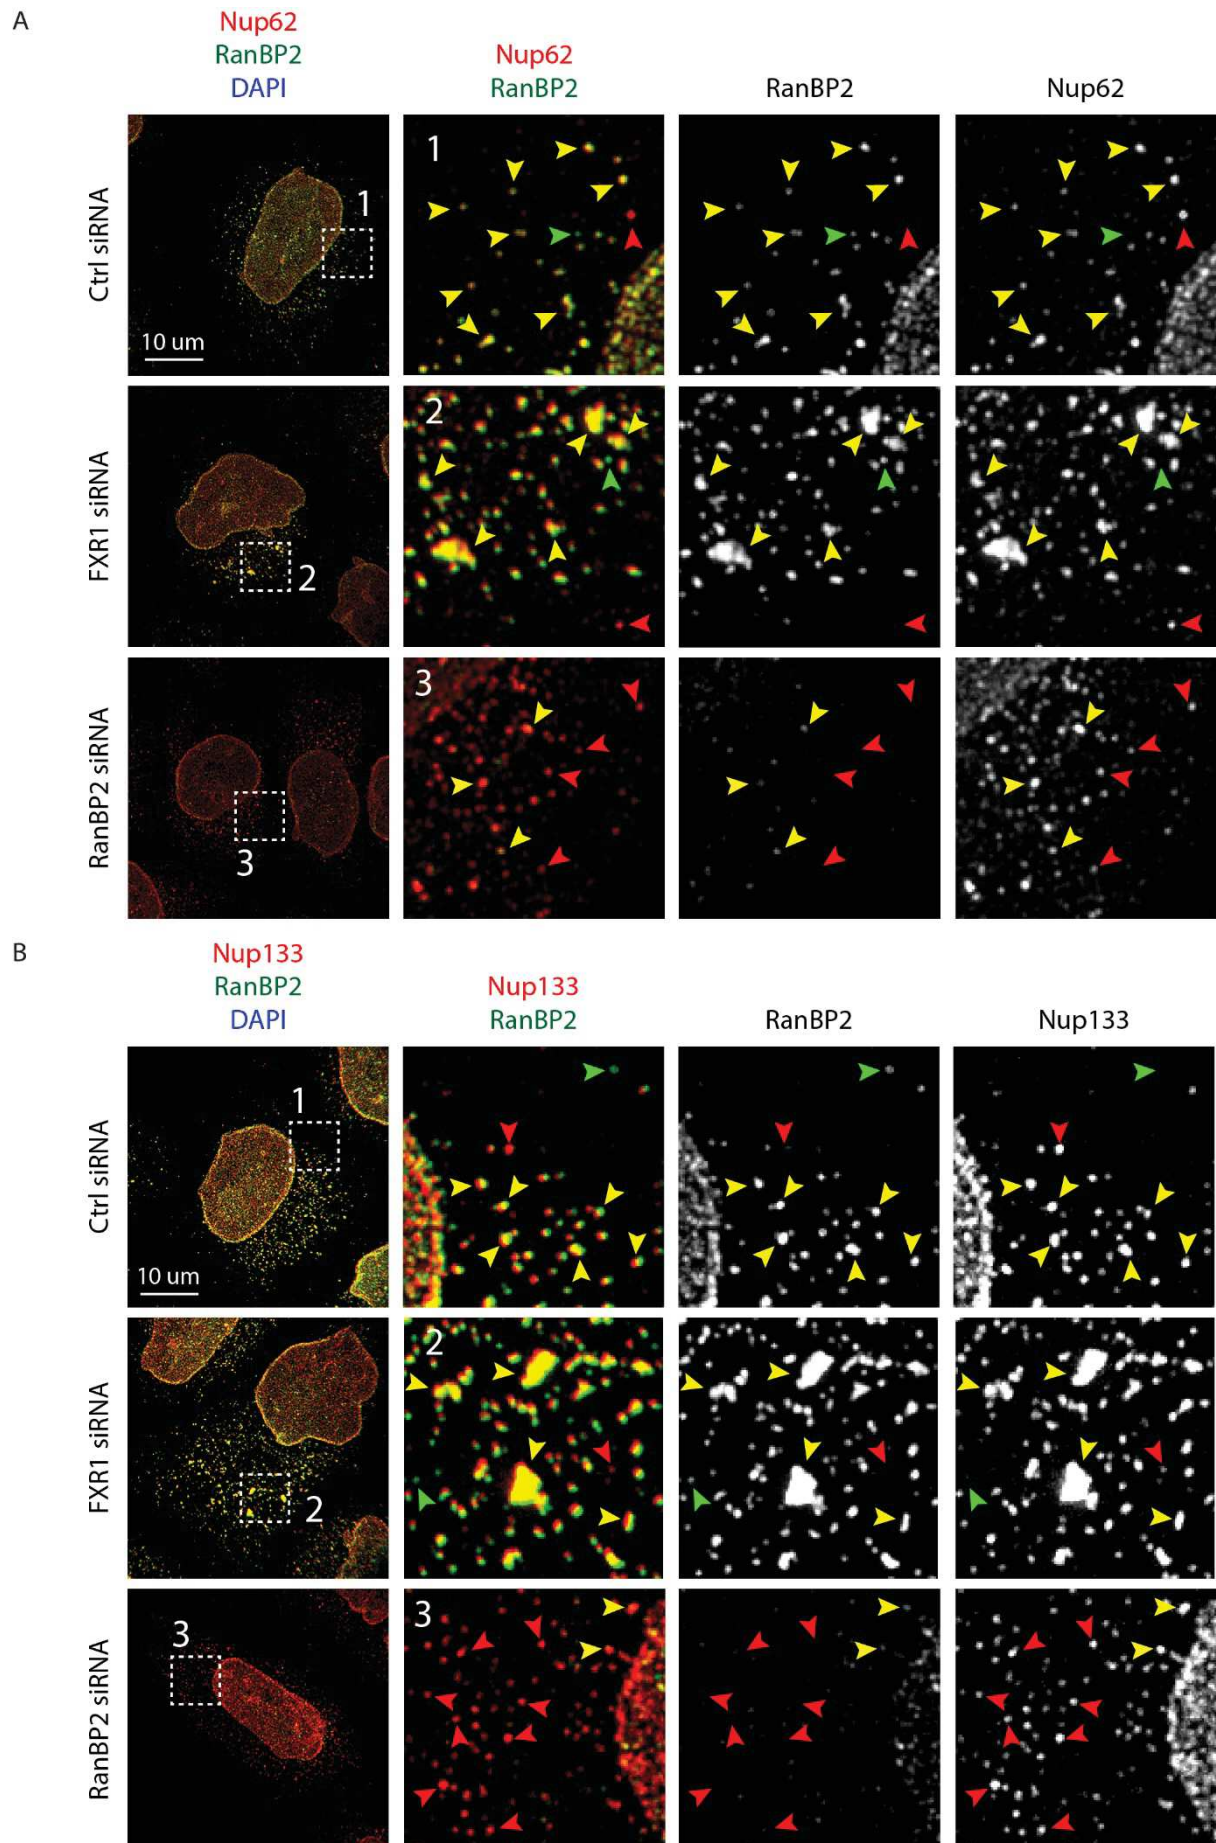 A
Nup62
RanBP2
DAPI
Nup62
RanBP2
RanBP2
Nup62
Ctrl siRNA
1
10 um
1
FXR1 siRNA
2
2
RanBP2 siRNA
3
3
B
Nup133
RanBP2
DAPI
Nup133
RanBP2
RanBP2
Nup133
Ctrl siRNA
1
10 um
1
FXR1 siRNA
2
2
RanBP2 siRNA
3
3